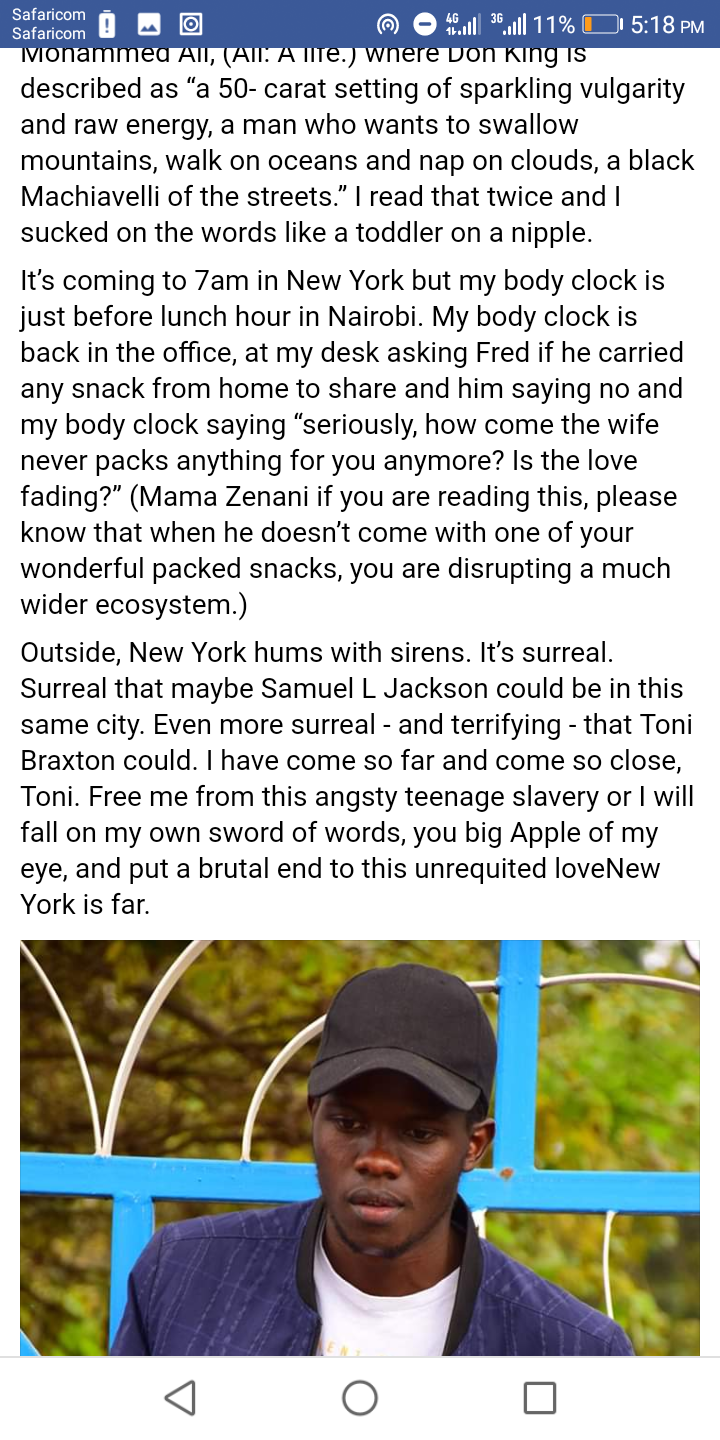 Safaricom
Safaricom
4G 3G 11% 5:18 PM
Mohammed Ali, (Ali: A life.) where Don King is
described as “a 50- carat setting of sparkling vulgarity
and raw energy, a man who wants to swallow
mountains, walk on oceans and nap on clouds, a black
Machiavelli of the streets.” I read that twice and I
sucked on the words like a toddler on a nipple.
It’s coming to 7am in New York but my body clock is
just before lunch hour in Nairobi. My body clock is
back in the office, at my desk asking Fred if he carried
any snack from home to share and him saying no and
my body clock saying “seriously, how come the wife
never packs anything for you anymore? Is the love
fading?” (Mama Zenani if you are reading this, please
know that when he doesn’t come with one of your
wonderful packed snacks, you are disrupting a much
wider ecosystem.)
Outside, New York hums with sirens. It’s surreal.
Surreal that maybe Samuel L Jackson could be in this
same city. Even more surreal - and terrifying - that Toni
Braxton could. I have come so far and come so close,
Toni. Free me from this angsty teenage slavery or I will
fall on my own sword of words, you big Apple of my
eye, and put a brutal end to this unrequited loveNew
York is far.